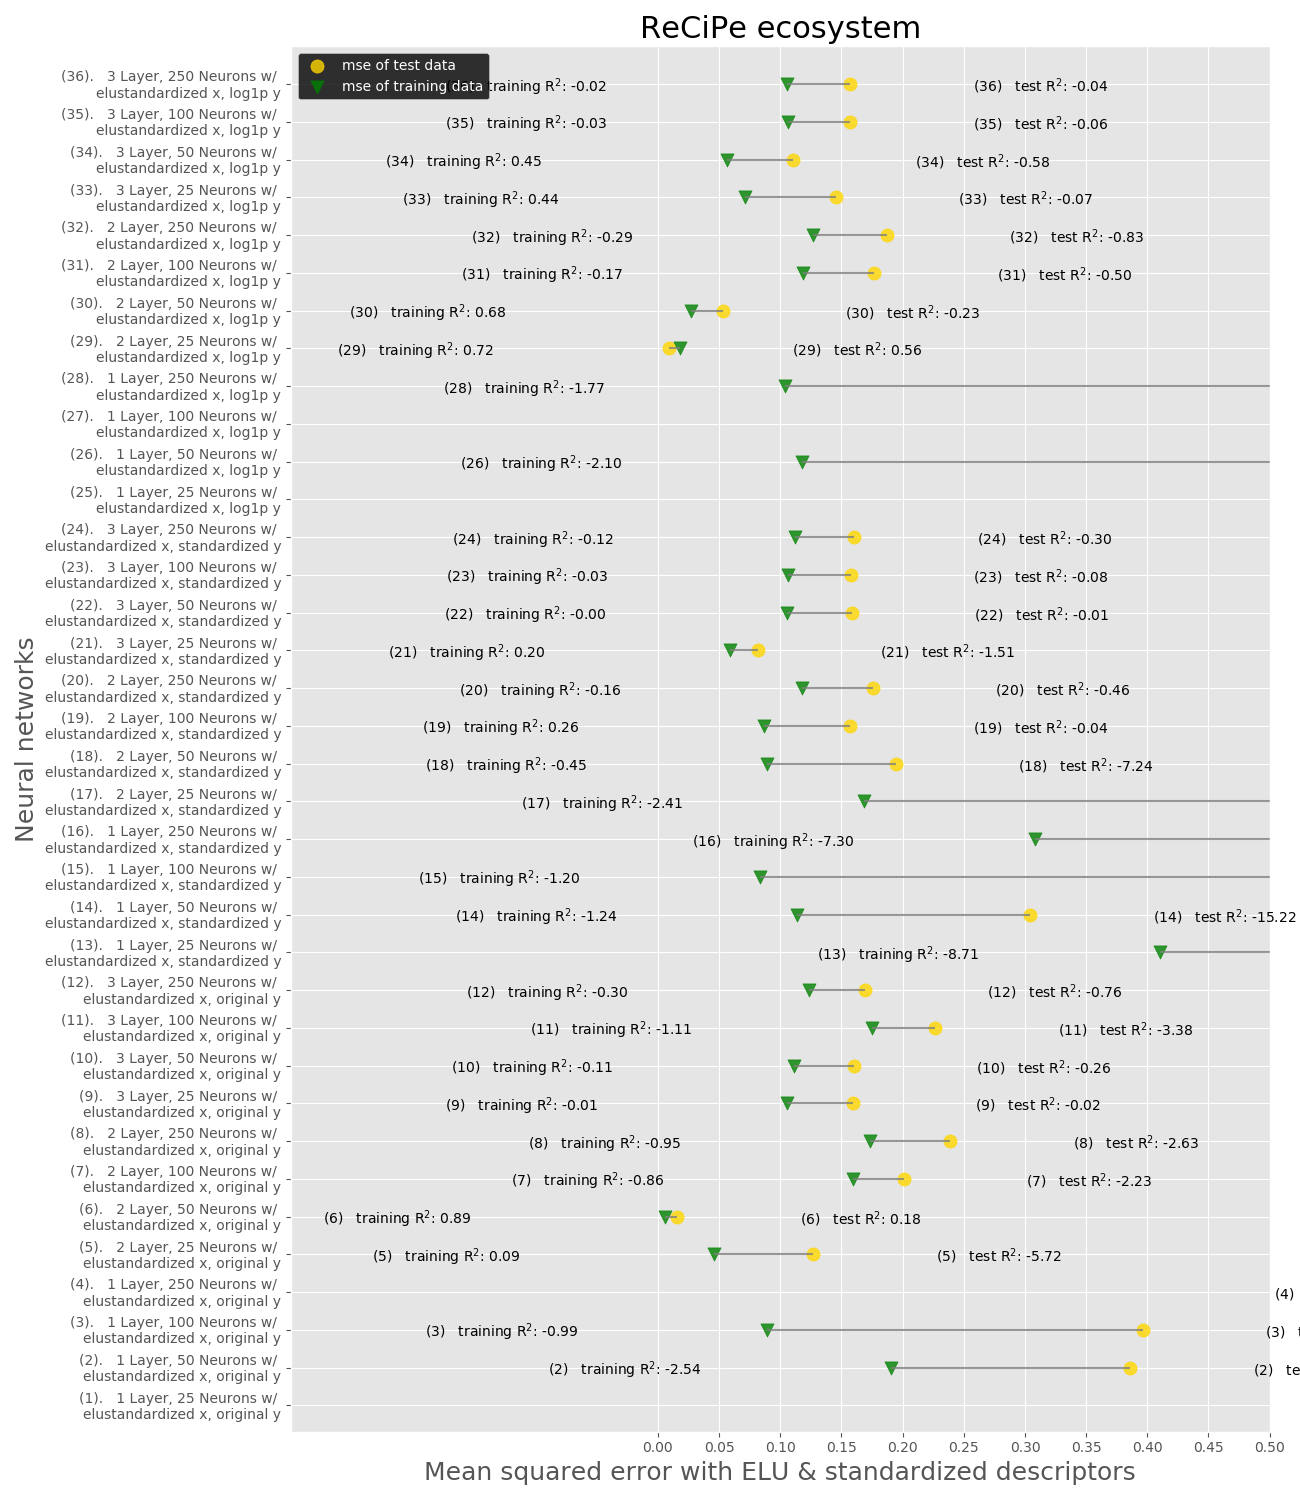 ReCiPe ecosystem
mse of test data
mse of training data
Neural networks
(36). 3 Layer, 250 Neurons w/
elustandardized x, log1p y
training R²: -0.02
(36) test R²: -0.04
(35). 3 Layer, 100 Neurons w/
elustandardized x, log1p y
(35) training R²: -0.03
(35) test R²: -0.06
(34). 3 Layer, 50 Neurons w/
elustandardized x, log1p y
(34) training R²: 0.45
(34) test R²: -0.58
(33). 3 Layer, 25 Neurons w/
elustandardized x, log1p y
(33) training R²: 0.44
(33) test R²: -0.07
(32). 2 Layer, 250 Neurons w/
elustandardized x, log1p y
(32) training R²: -0.29
(32) test R²: -0.83
(31). 2 Layer, 100 Neurons w/
elustandardized x, log1p y
(31) training R²: -0.17
(31) test R²: -0.50
(30). 2 Layer, 50 Neurons w/
elustandardized x, log1p y
(30) training R²: 0.68
(30) test R²: -0.23
(29). 2 Layer, 25 Neurons w/
elustandardized x, log1p y
(29) training R²: 0.72
(29) test R²: 0.56
(28). 1 Layer, 250 Neurons w/
elustandardized x, log1p y
(28) training R²: -1.77
(27). 1 Layer, 100 Neurons w/
elustandardized x, log1p y
(26). 1 Layer, 50 Neurons w/
elustandardized x, log1p y
(26) training R²: -2.10
(25). 1 Layer, 25 Neurons w/
elustandardized x, log1p y
(24). 3 Layer, 250 Neurons w/
elustandardized x, standardized y
(24) training R²: -0.12
(24) test R²: -0.30
(23). 3 Layer, 100 Neurons w/
elustandardized x, standardized y
(23) training R²: -0.03
(23) test R²: -0.08
(22). 3 Layer, 50 Neurons w/
elustandardized x, standardized y
(22) training R²: -0.00
(22) test R²: -0.01
(21). 3 Layer, 25 Neurons w/
elustandardized x, standardized y
(21) training R²: 0.20
(21) test R²: -1.51
(20). 2 Layer, 250 Neurons w/
elustandardized x, standardized y
(20) training R²: -0.16
(20) test R²: -0.46
(19). 2 Layer, 100 Neurons w/
elustandardized x, standardized y
(19) training R²: 0.26
(19) test R²: -0.04
(18). 2 Layer, 50 Neurons w/
elustandardized x, standardized y
(18) training R²: -0.45
(18) test R²: -7.24
(17). 2 Layer, 25 Neurons w/
elustandardized x, standardized y
(17) training R²: -2.41
(16). 1 Layer, 250 Neurons w/
elustandardized x, standardized y
(16) training R²: -7.30
(15). 1 Layer, 100 Neurons w/
elustandardized x, standardized y
(15) training R²: -1.20
(14). 1 Layer, 50 Neurons w/
elustandardized x, standardized y
(14) training R²: -1.24
(14) test R²: -15.22
(13). 1 Layer, 25 Neurons w/
elustandardized x, standardized y
(13) training R²: -8.71
(12). 3 Layer, 250 Neurons w/
elustandardized x, original y
(12) training R²: -0.30
(12) test R²: -0.76
(11). 3 Layer, 100 Neurons w/
elustandardized x, original y
(11) training R²: -1.11
(11) test R²: -3.38
(10). 3 Layer, 50 Neurons w/
elustandardized x, original y
(10) training R²: -0.11
(10) test R²: -0.26
(9). 3 Layer, 25 Neurons w/
elustandardized x, original y
(9) training R²: -0.01
(9) test R²: -0.02
(8). 2 Layer, 250 Neurons w/
elustandardized x, original y
(8) training R²: -0.95
(8) test R²: -2.63
(7). 2 Layer, 100 Neurons w/
elustandardized x, original y
(7) training R²: -0.86
(7) test R²: -2.23
(6). 2 Layer, 50 Neurons w/
elustandardized x, original y
(6) training R²: 0.89
(6) test R²: 0.18
(5). 2 Layer, 25 Neurons w/
elustandardized x, original y
(5) training R²: 0.09
(5) test R²: -5.72
(4). 1 Layer, 250 Neurons w/
elustandardized x, original y
(4)
(3). 1 Layer, 100 Neurons w/
elustandardized x, original y
(3) training R²: -0.99
(3)
(2). 1 Layer, 50 Neurons w/
elustandardized x, original y
(2) training R²: -2.54
(2)
(1). 1 Layer, 25 Neurons w/
elustandardized x, original y
0.00 0.05 0.10 0.15 0.20 0.25 0.30 0.35 0.40 0.45 0.50
Mean squared error with ELU & standardized descriptors